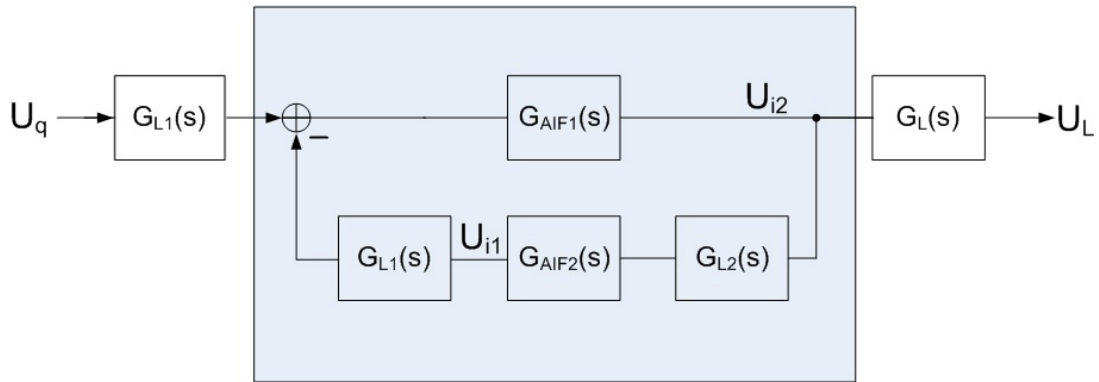 U_q G_L1(s) G_AIF1(s) U_i2 G_L(s) U_L
−
G_L1(s) U_i1 G_AIF2(s) G_L2(s)